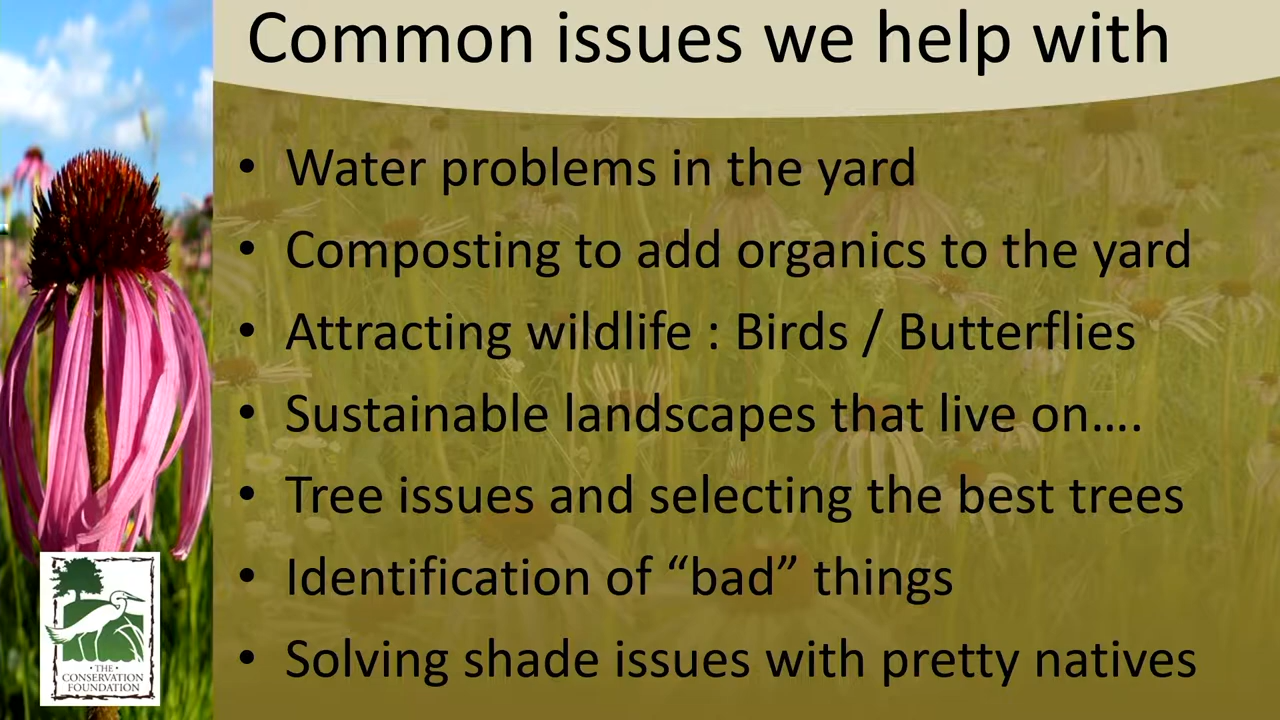 Common issues we help with
• Water problems in the yard
• Composting to add organics to the yard
• Attracting wildlife : Birds / Butterflies
• Sustainable landscapes that live on….
• Tree issues and selecting the best trees
• Identification of “bad” things
• Solving shade issues with pretty natives
• THE •
CONSERVATION
FOUNDATION